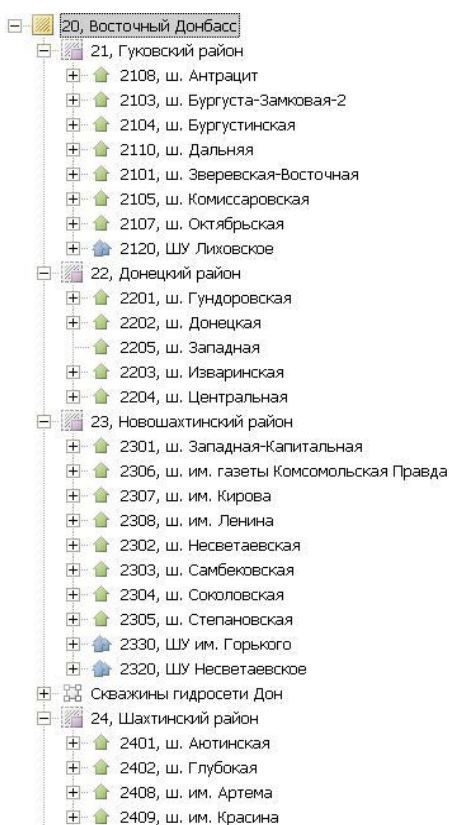 20, Восточный Донбасс
21, Гуковский район
2108, ш. Антрацит
2103, ш. Бургуста-Замковая-2
2104, ш. Бургустинская
2110, ш. Дальняя
2101, ш. Зверевская-Восточная
2105, ш. Комиссаровская
2107, ш. Октябрьская
2120, ШУ Лиховское
22, Донецкий район
2201, ш. Гундоровская
2202, ш. Донецкая
2205, ш. Западная
2203, ш. Изваринская
2204, ш. Центральная
23, Новошахтинский район
2301, ш. Западная-Капитальная
2306, ш. им. газеты Комсомольская Правда
2307, ш. им. Кирова
2308, ш. им. Ленина
2302, ш. Несветаевская
2303, ш. Самбековская
2304, ш. Соколовская
2305, ш. Степановская
2330, ШУ им. Горького
2320, ШУ Несветаевское
Скважины гидросети Дон
24, Шахтинский район
2401, ш. Аютинская
2402, ш. Глубокая
2408, ш. им. Артема
2409, ш. им. Красина